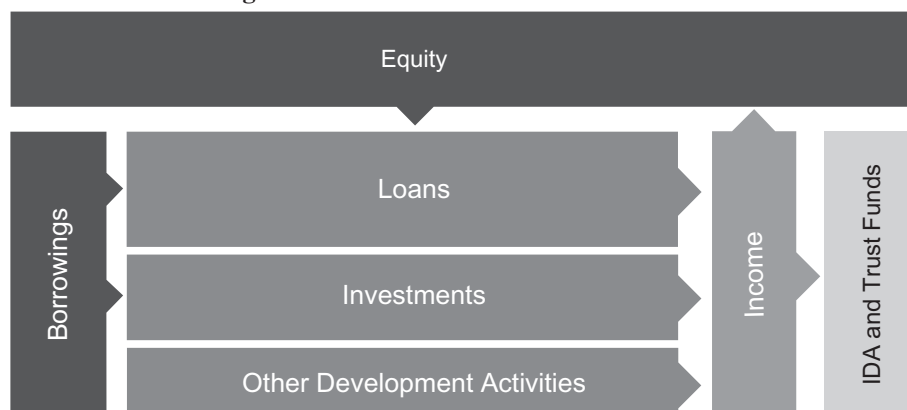 Equity
Borrowings
Loans
Investments
Other Development Activities
Income
IDA and Trust Funds